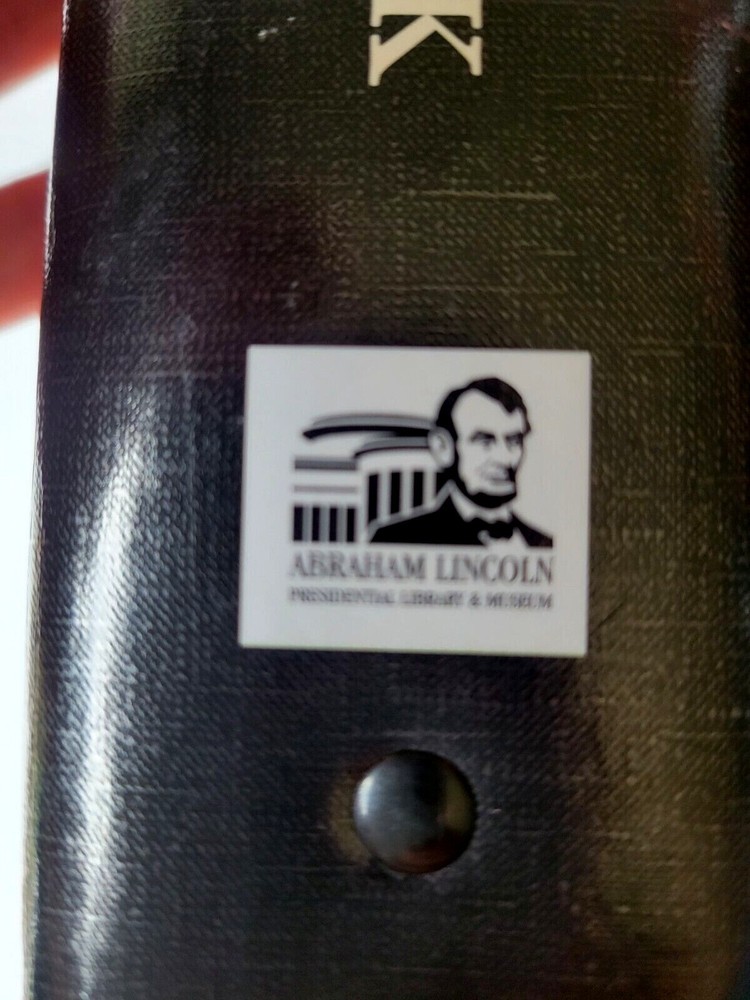 K
ABRAHAM LINCOLN
PRESIDENTIAL LIBRARY & MUSEUM